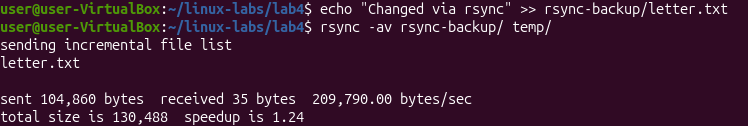 user@user-VirtualBox:~/linux-labs/lab4$ echo "Changed via rsync" >> rsync-backup/letter.txt
user@user-VirtualBox:~/linux-labs/lab4$ rsync -av rsync-backup/ temp/
sending incremental file list
letter.txt

sent 104,860 bytes  received 35 bytes  209,790.00 bytes/sec
total size is 130,488  speedup is 1.24